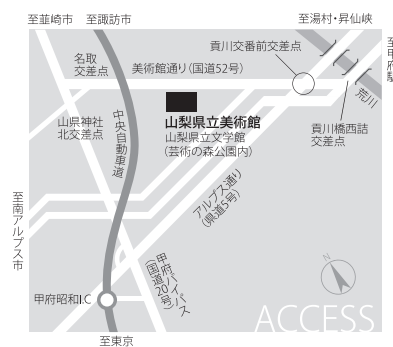 至韮崎市
至諏訪市
至湯村・昇仙峡
至甲府駅
貢川交番前交差点
名取
交差点
美術館通り(国道52号)
荒川
山県神社
北交差点
中央自動車道
山梨県立美術館
山梨県立文学館
(芸術の森公園内)
貢川橋西詰
交差点
至南アルプス市
アルプス通り
(県道5号)
甲府バイパス
(国道20号)
甲府昭和I.C
N
ACCESS
至東京